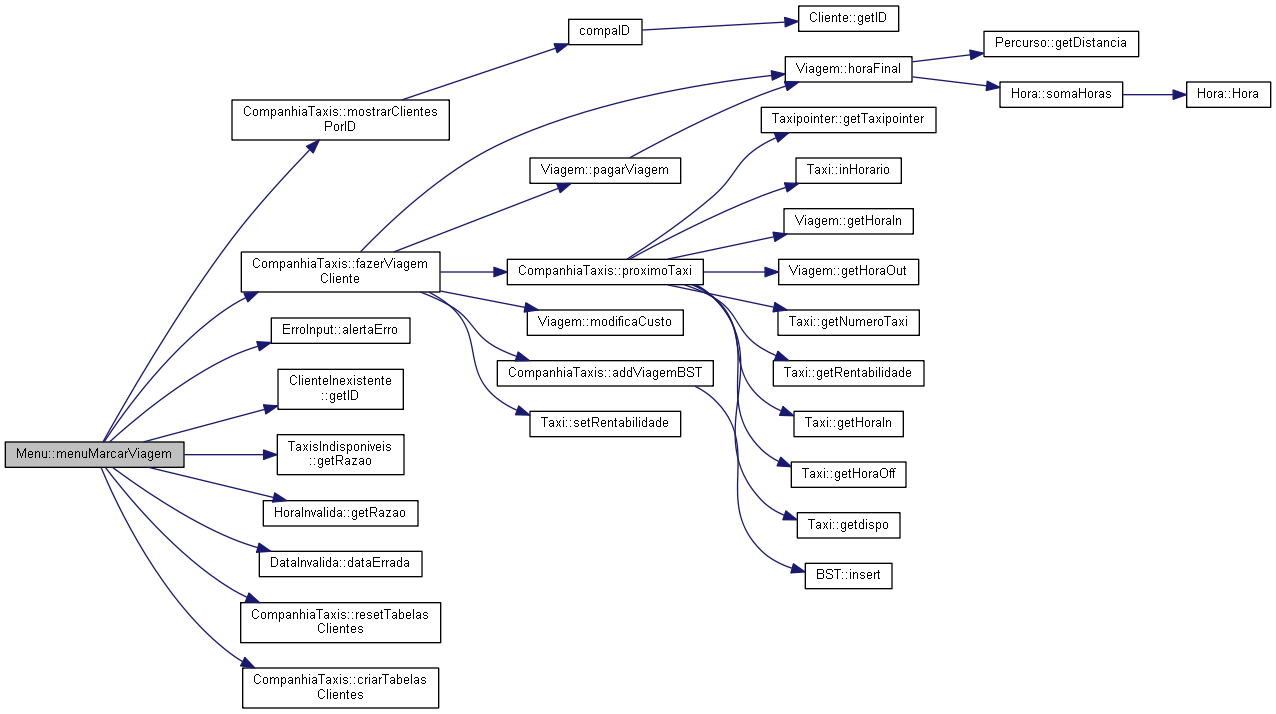 Menu::menuMarcarViagem
CompanhiaTaxis::mostrarClientes
PorID
compaID
Cliente::getID
CompanhiaTaxis::fazerViagem
Cliente
Viagem::horaFinal
Percurso::getDistancia
Hora::somaHoras
Hora::Hora
Viagem::pagarViagem
CompanhiaTaxis::proximoTaxi
Taxipointer::getTaxipointer
Taxi::inHorario
Viagem::getHoraIn
Viagem::getHoraOut
Taxi::getNumeroTaxi
Taxi::getRentabilidade
Taxi::getHoraIn
Taxi::getHoraOff
Taxi::getdispo
Viagem::modificaCusto
CompanhiaTaxis::addViagemBST
BST::insert
Taxi::setRentabilidade
ErroInput::alertaErro
ClienteInexistente
::getID
TaxisIndisponiveis
::getRazao
HoraInvalida::getRazao
DataInvalida::dataErrada
CompanhiaTaxis::resetTabelas
Clientes
CompanhiaTaxis::criarTabelas
Clientes